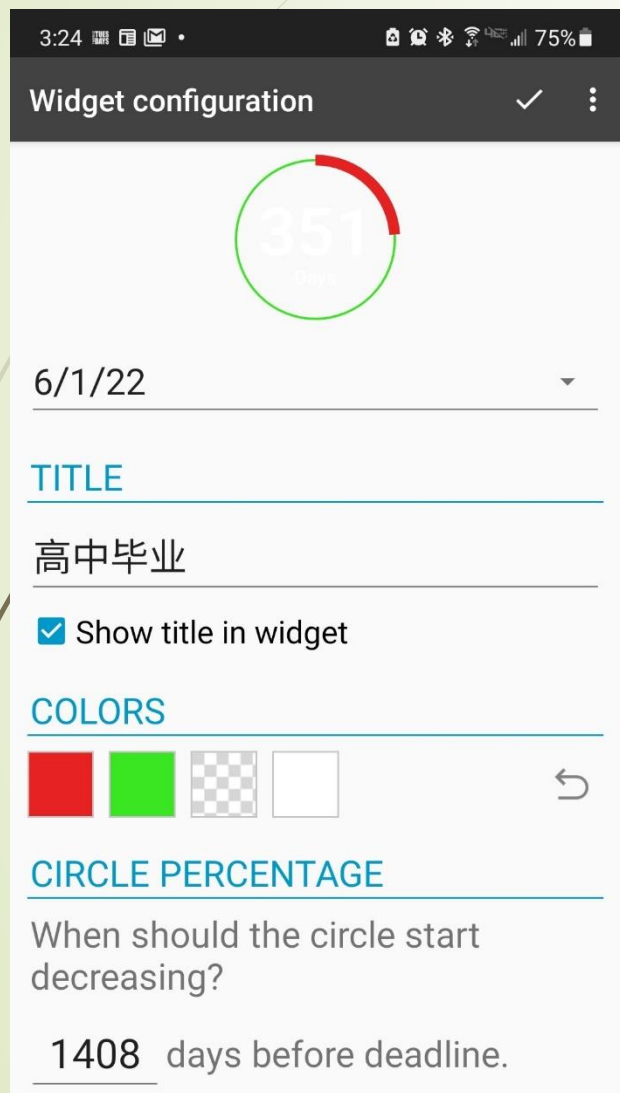 3:24 75%
Widget configuration
351
Days
6/1/22
TITLE
高中毕业
Show title in widget
COLORS
CIRCLE PERCENTAGE
When should the circle start
decreasing?
1408 days before deadline.